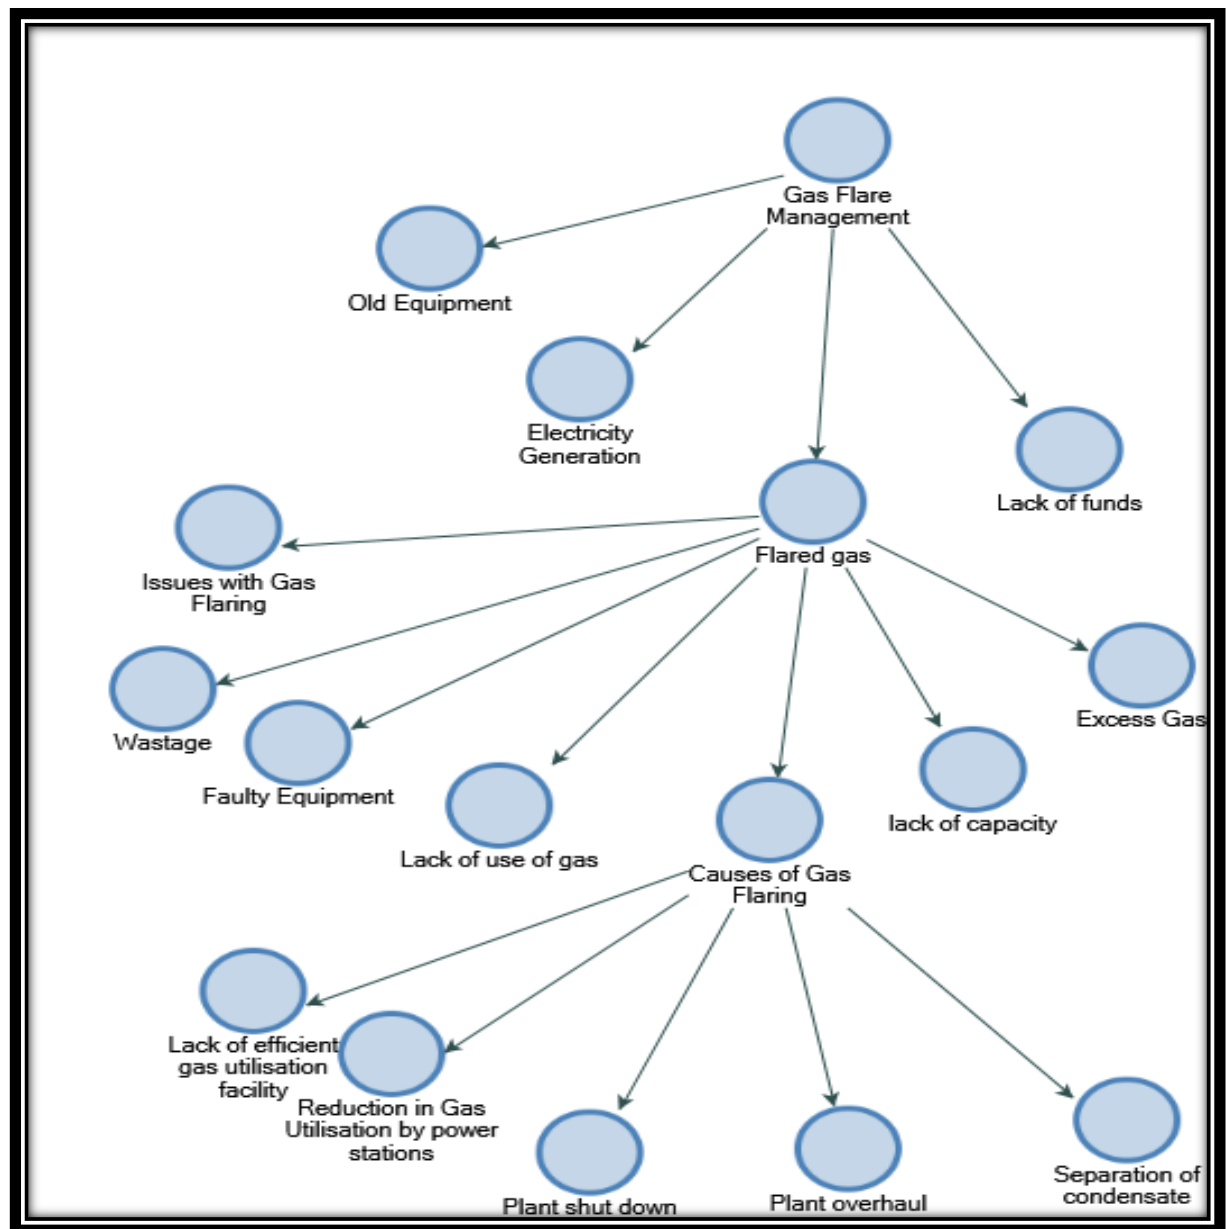 Gas Flare
Management
Old Equipment
Electricity
Generation
Lack of funds
Flared gas
Issues with Gas
Flaring
Wastage
Faulty Equipment
Lack of use of gas
Causes of Gas
Flaring
lack of capacity
Excess Gas
Lack of efficient
gas utilisation
facility
Reduction in Gas
Utilisation by power
stations
Plant shut down
Plant overhaul
Separation of
condensate